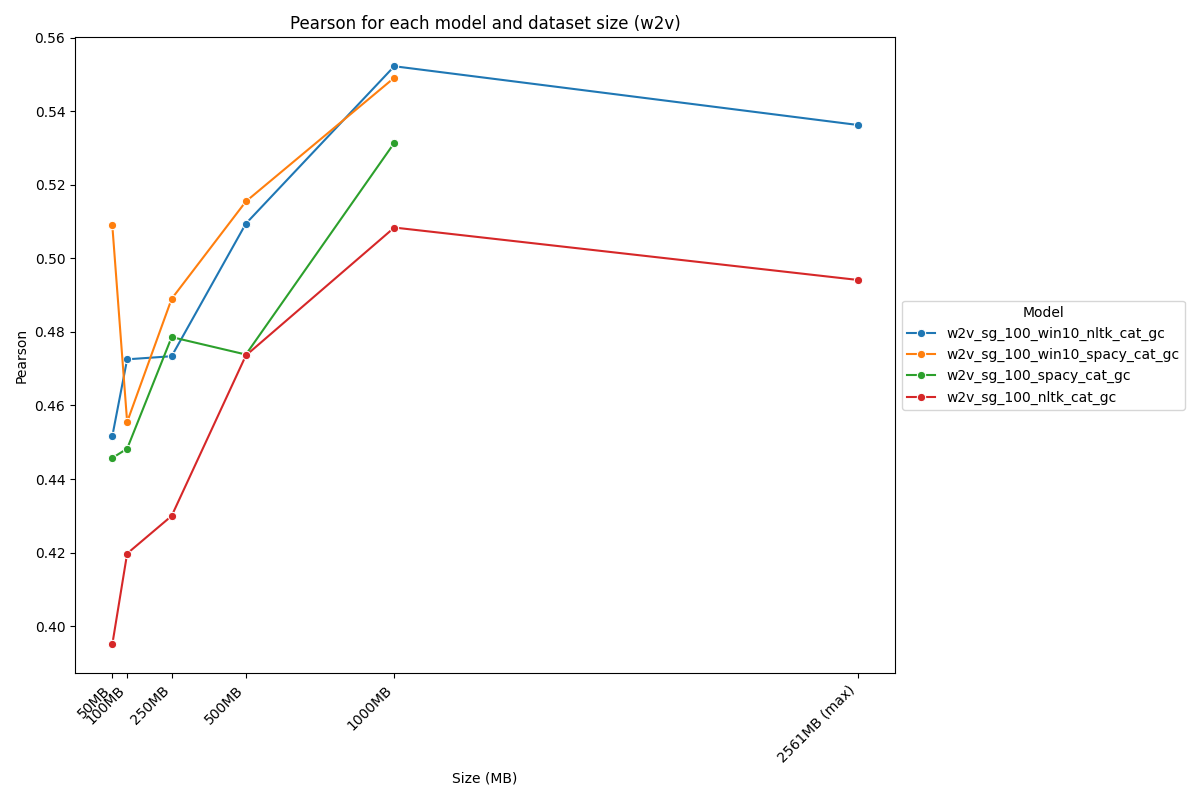 Pearson for each model and dataset size (w2v)
0.56
0.54
0.52
0.50
0.48
0.46
0.44
0.42
0.40
Pearson
50MB
100MB
250MB
500MB
1000MB
2561MB (max)
Size (MB)
Model
w2v_sg_100_win10_nltk_cat_gc
w2v_sg_100_win10_spacy_cat_gc
w2v_sg_100_spacy_cat_gc
w2v_sg_100_nltk_cat_gc